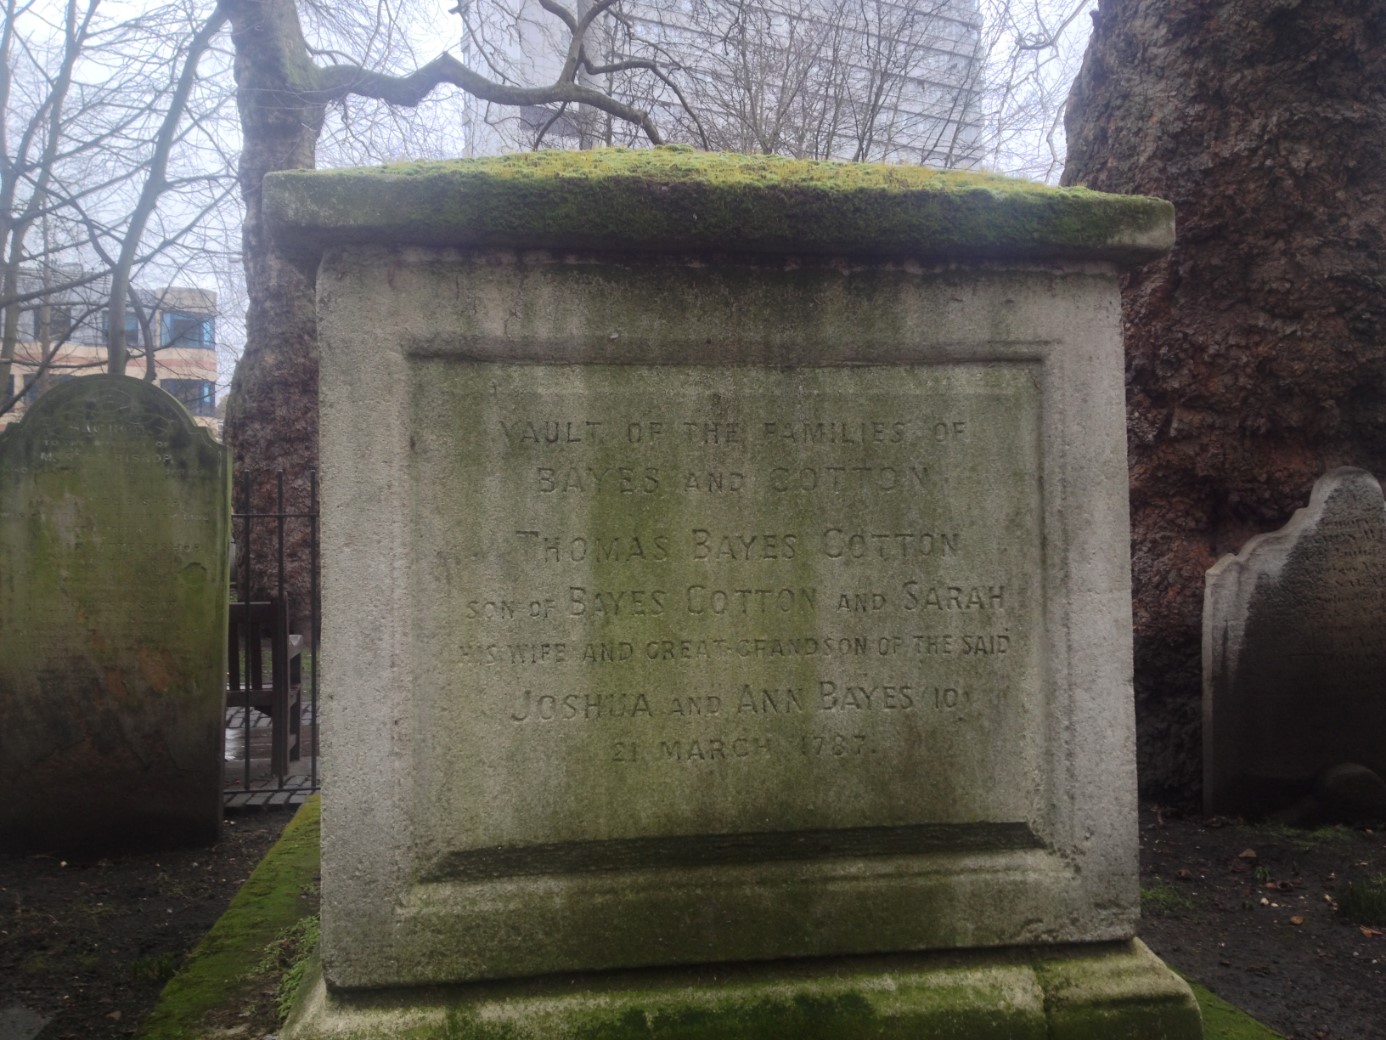 VAULT OF THE FAMILIES OF
BAYES AND COTTON
THOMAS BAYES COTTON
SON OF BAYES COTTON AND SARAH
HIS WIFE AND GREAT-GRANDSON OF THE SAID
JOSHUA AND ANN BAYES
21 MARCH 1787.